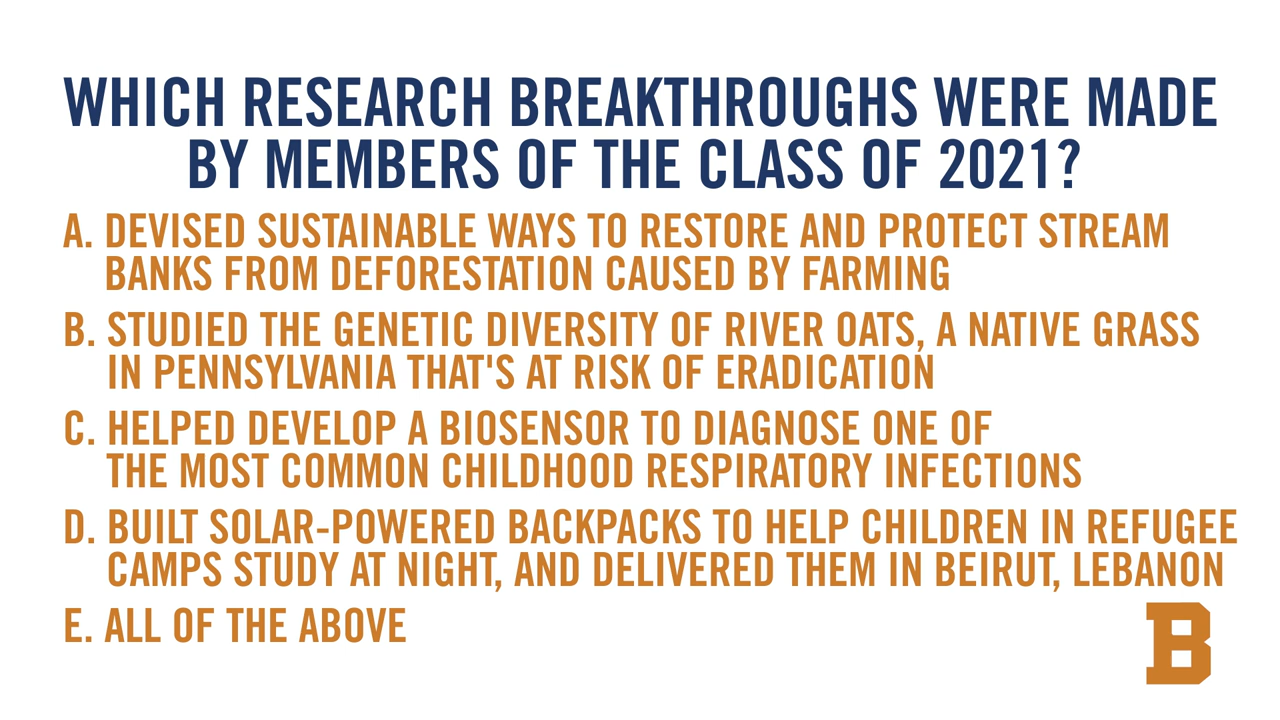 WHICH RESEARCH BREAKTHROUGHS WERE MADE
BY MEMBERS OF THE CLASS OF 2021?
A. DEVISED SUSTAINABLE WAYS TO RESTORE AND PROTECT STREAM
BANKS FROM DEFORESTATION CAUSED BY FARMING
B. STUDIED THE GENETIC DIVERSITY OF RIVER OATS, A NATIVE GRASS
IN PENNSYLVANIA THAT'S AT RISK OF ERADICATION
C. HELPED DEVELOP A BIOSENSOR TO DIAGNOSE ONE OF
THE MOST COMMON CHILDHOOD RESPIRATORY INFECTIONS
D. BUILT SOLAR-POWERED BACKPACKS TO HELP CHILDREN IN REFUGEE
CAMPS STUDY AT NIGHT, AND DELIVERED THEM IN BEIRUT, LEBANON
E. ALL OF THE ABOVE
B